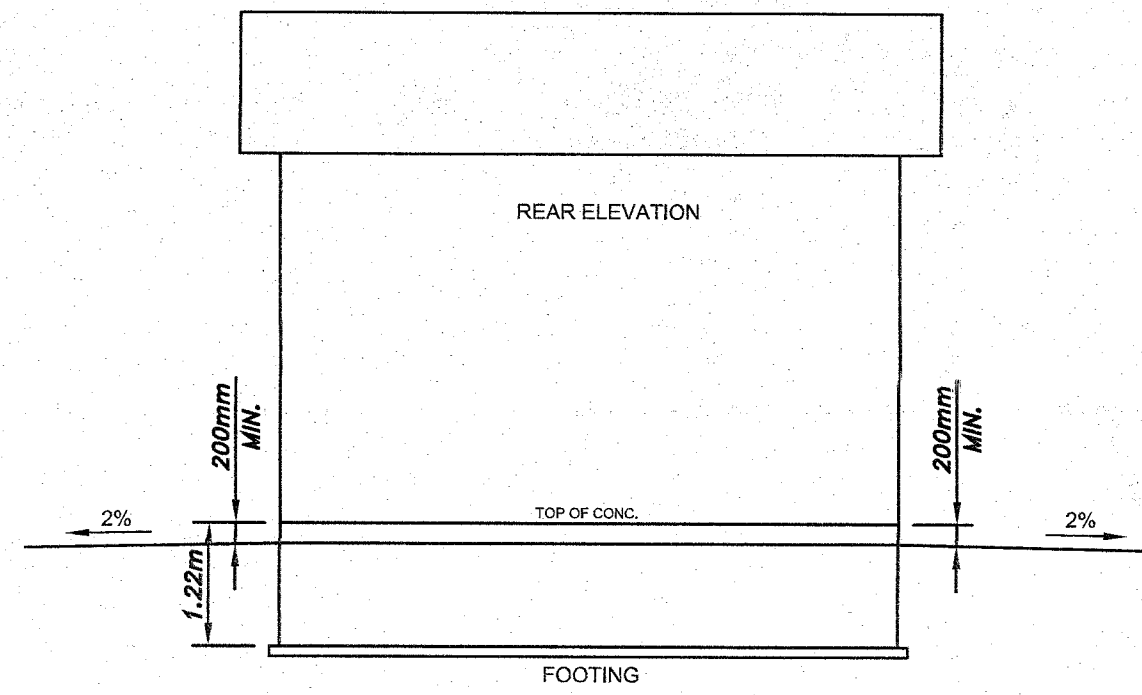 REAR ELEVATION
200mm
MIN.
200mm
MIN.
TOP OF CONC.
2%
2%
1.22m
FOOTING